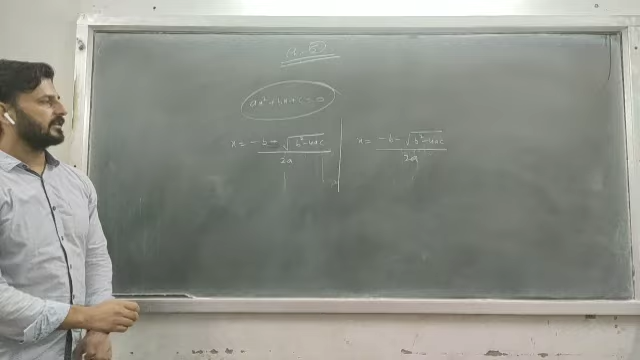 ax²+bx+c=0
x = -b- √b²-4ac / 2a
x = -b- √b²-4ac / 2a